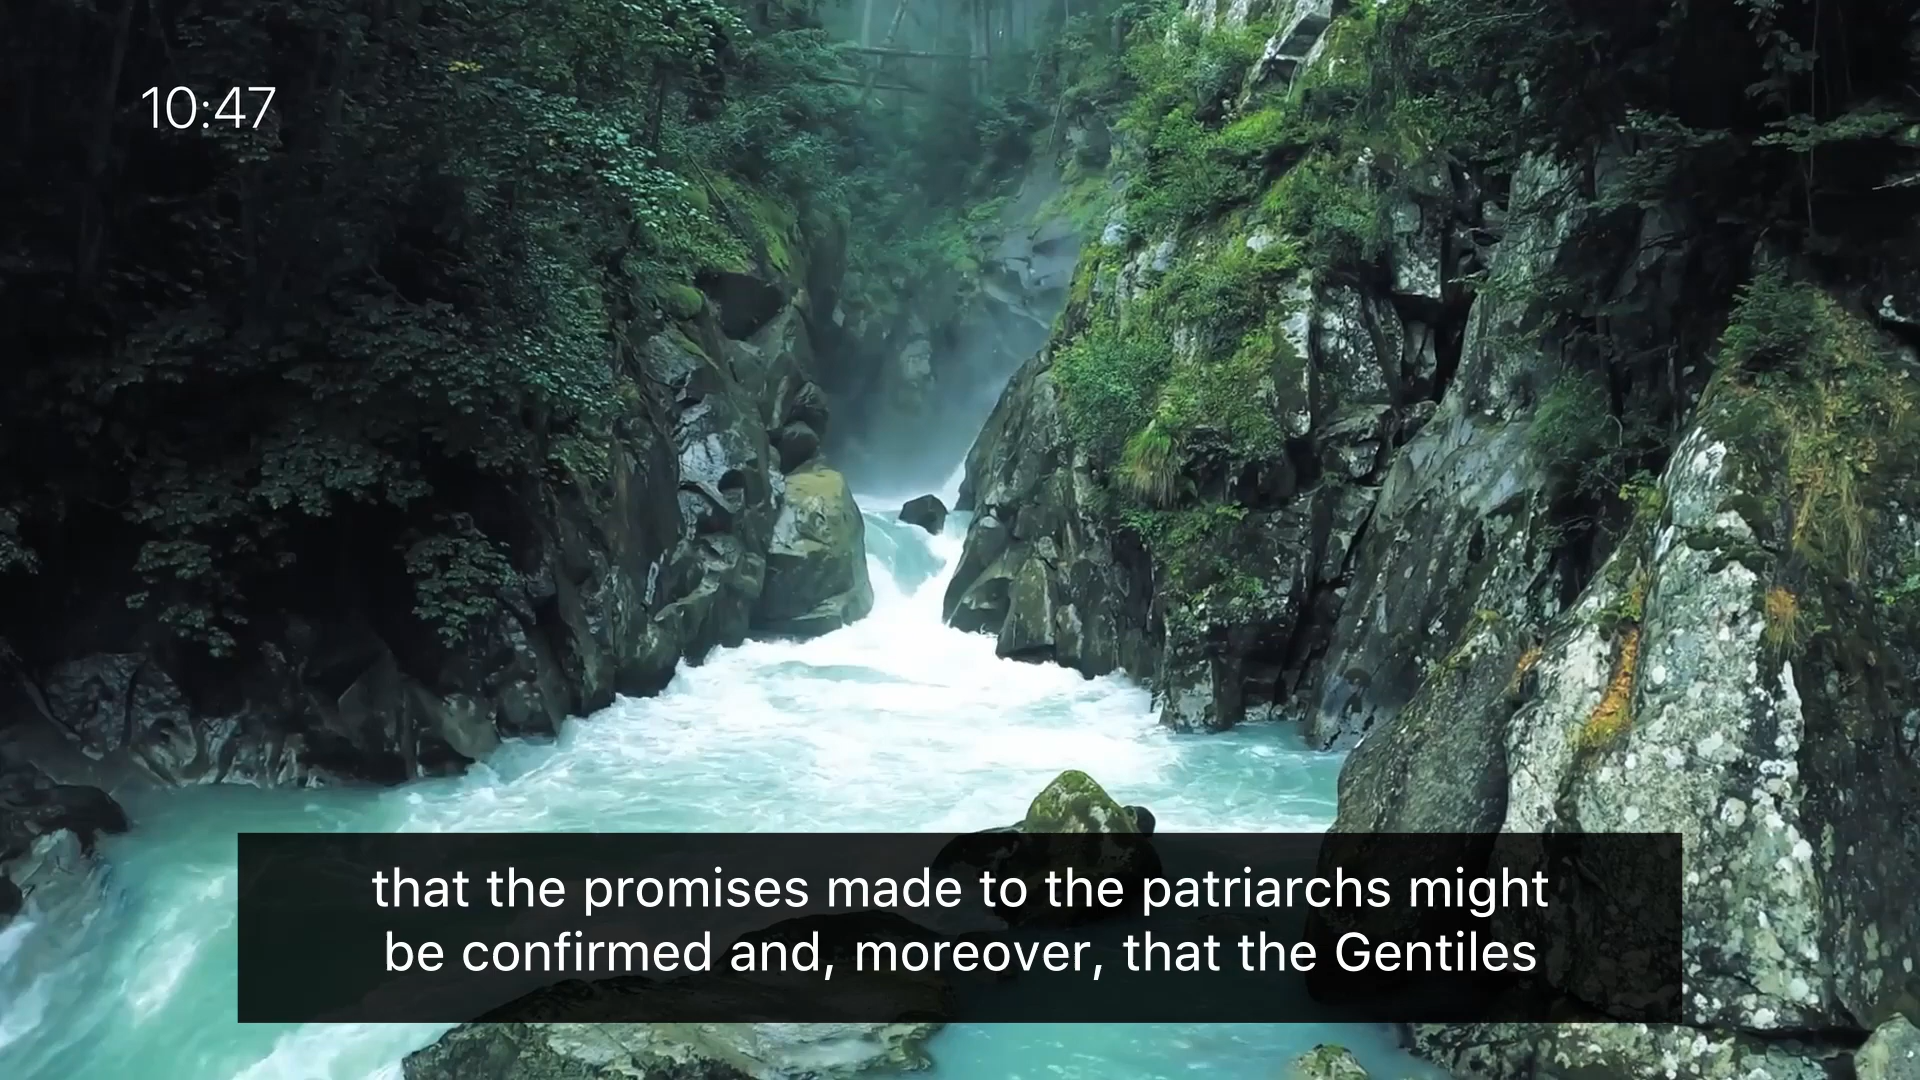 10:47
that the promises made to the patriarchs might
be confirmed and, moreover, that the Gentiles